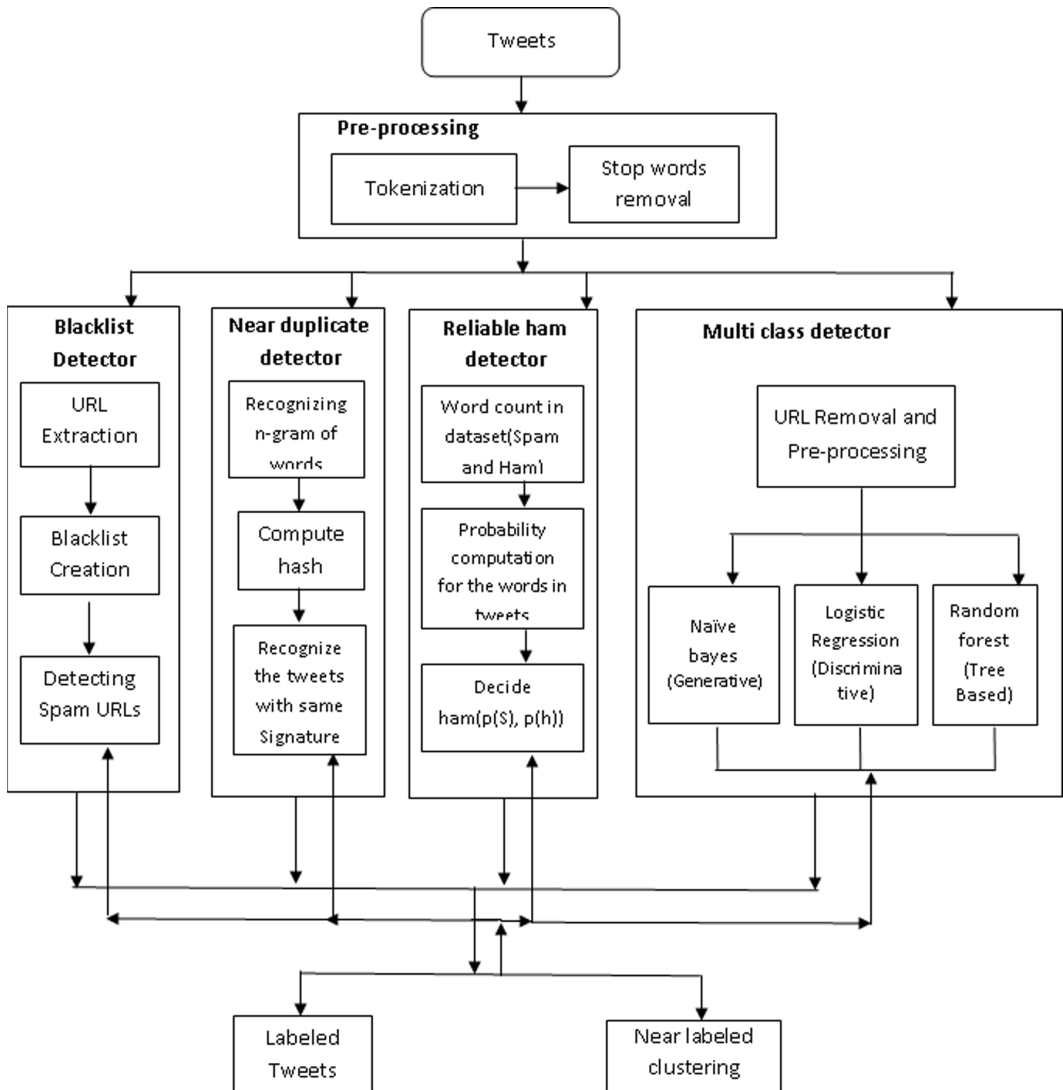 Tweets
Pre-processing
Tokenization
Stop words
removal
Blacklist
Detector
URL
Extraction
Blacklist
Creation
Detecting
Spam URLs
Near duplicate
detector
Recognizing
n-gram of
words
Compute
hash
Recognize
the tweets
with same
Signature
Reliable ham
detector
Word count in
dataset(Spam
and Ham)
Probability
computation
for the words in
tweets
Decide
ham(p(S), p(h))
Multi class detector
URL Removal and
Pre-processing
Naïve
bayes
(Generative)
Logistic
Regression
(Discrimina
tive)
Random
forest
(Tree
Based)
Labeled
Tweets
Near labeled
clustering